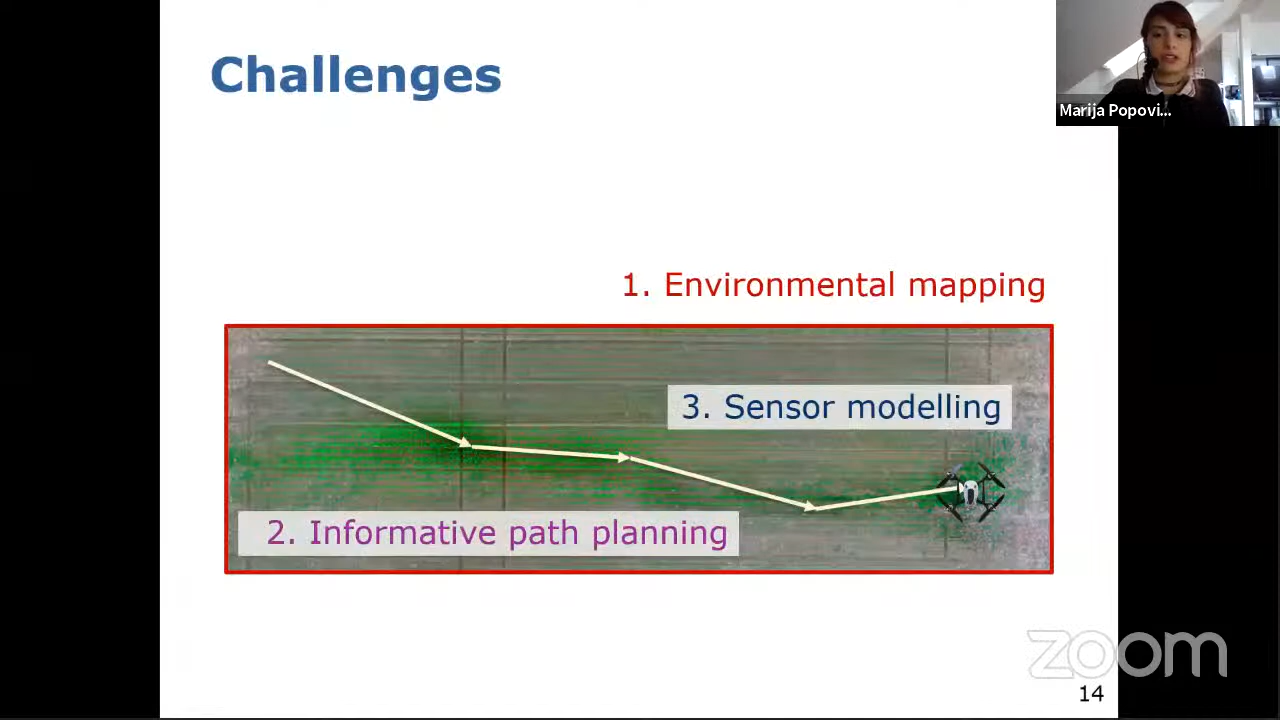 Challenges
Marija Popovi...
1. Environmental mapping
3. Sensor modelling
2. Informative path planning
zoom
14